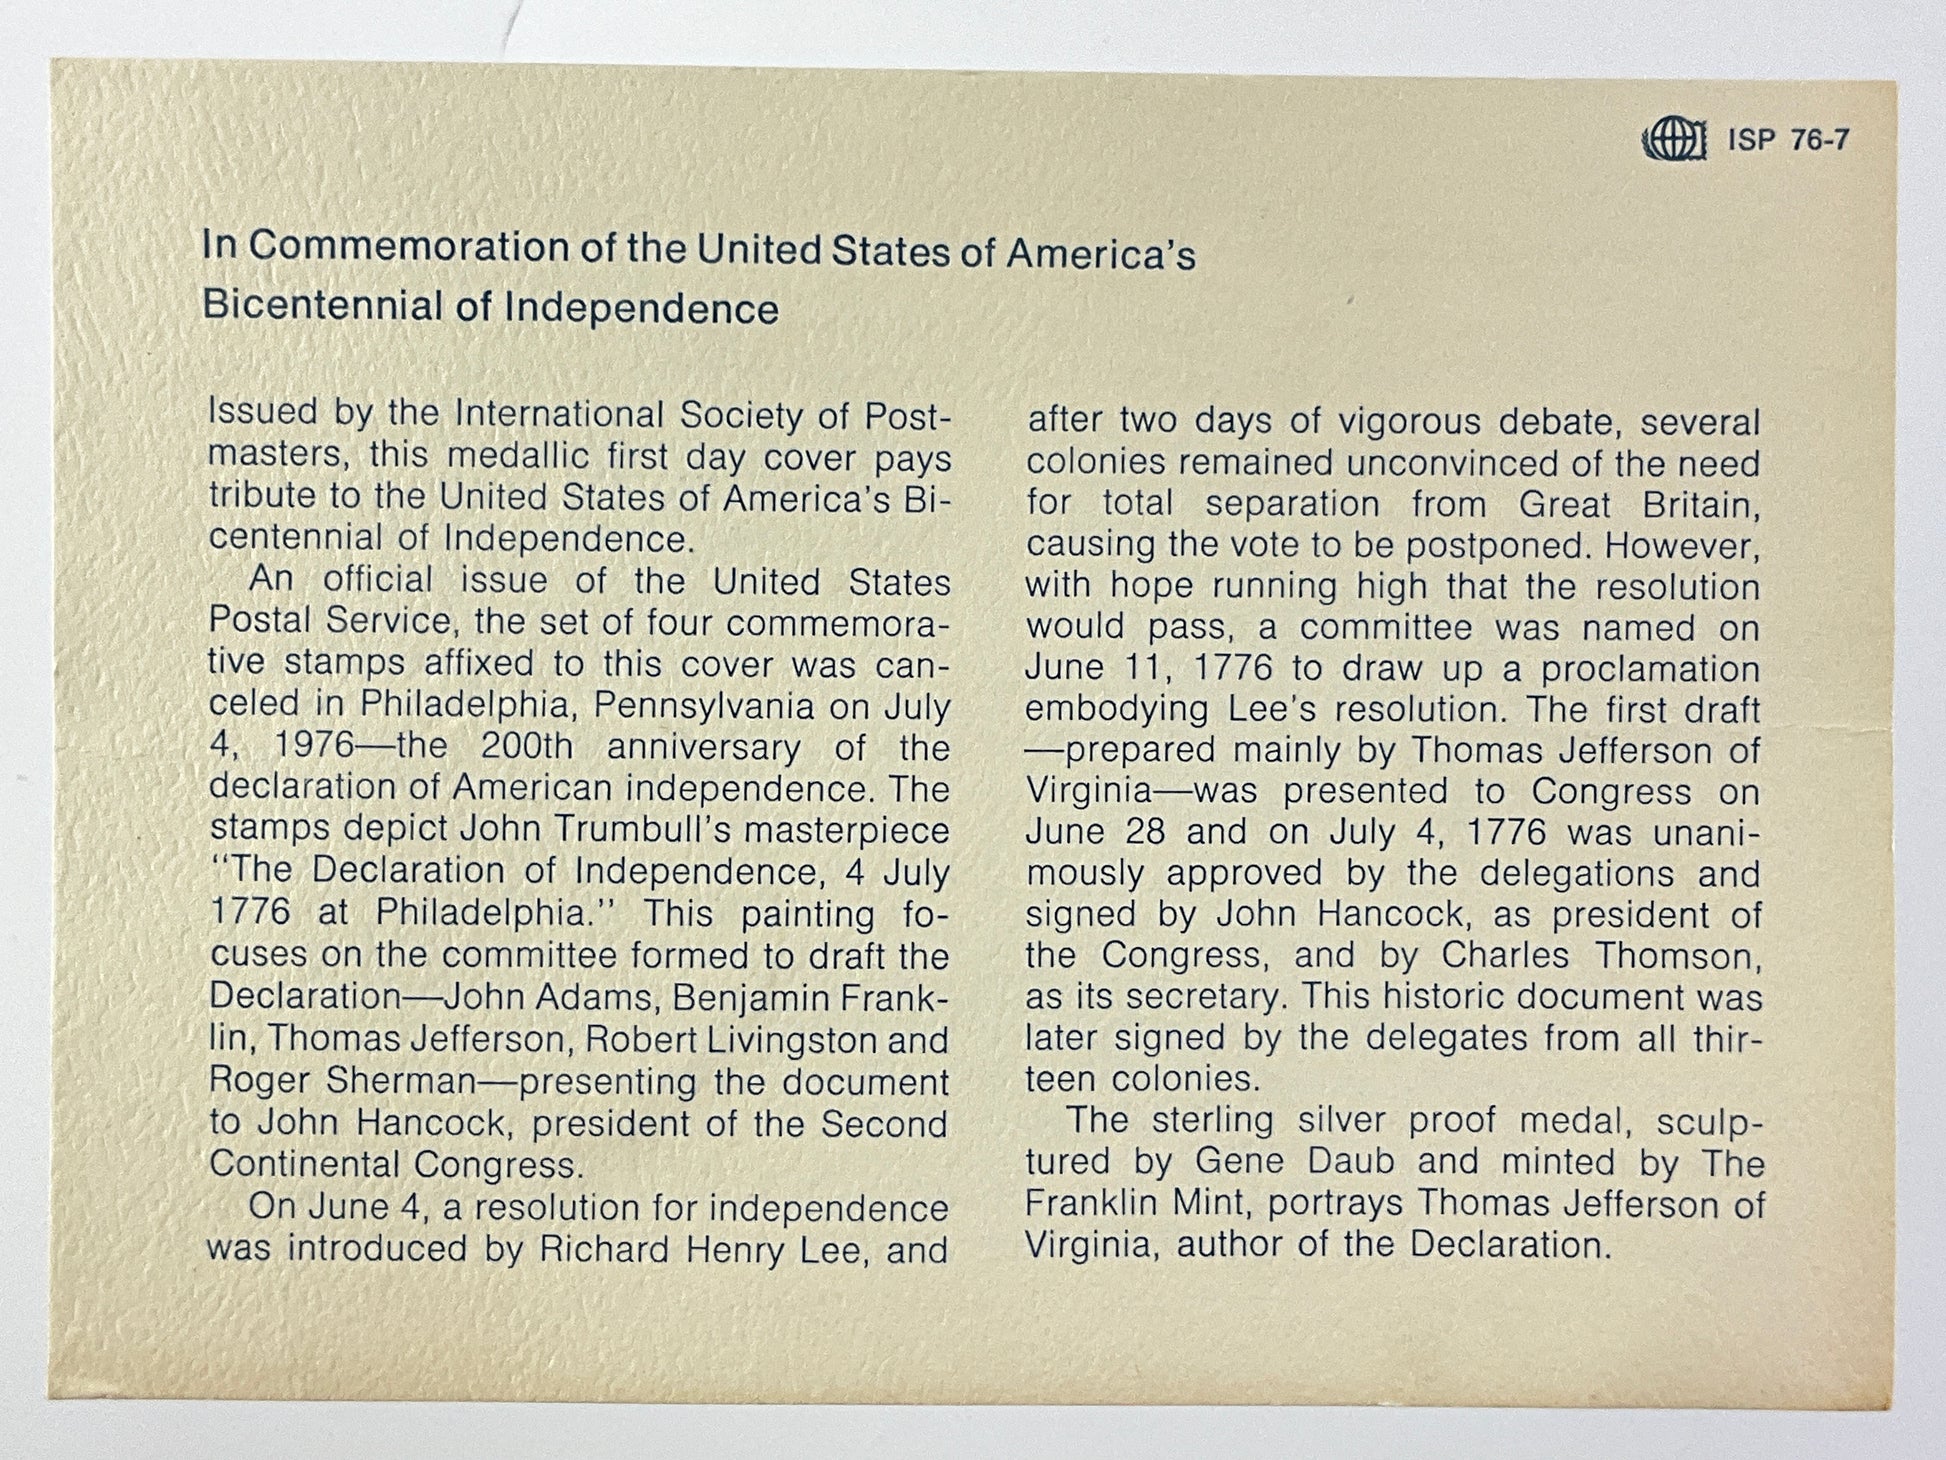 ISP 76-7
In Commemoration of the United States of America's
Bicentennial of Independence
Issued by the International Society of Post-
masters, this medallic first day cover pays
tribute to the United States of America's Bi-
centennial of Independence.
An official issue of the United States
Postal Service, the set of four commemora-
tive stamps affixed to this cover was can-
celed in Philadelphia, Pennsylvania on July
4, 1976—the 200th anniversary of the
declaration of American independence. The
stamps depict John Trumbull's masterpiece
‘‘The Declaration of Independence, 4 July
1776 at Philadelphia.’’ This painting fo-
cuses on the committee formed to draft the
Declaration—John Adams, Benjamin Frank-
lin, Thomas Jefferson, Robert Livingston and
Roger Sherman—presenting the document
to John Hancock, president of the Second
Continental Congress.
On June 4, a resolution for independence
was introduced by Richard Henry Lee, and
after two days of vigorous debate, several
colonies remained unconvinced of the need
for total separation from Great Britain,
causing the vote to be postponed. However,
with hope running high that the resolution
would pass, a committee was named on
June 11, 1776 to draw up a proclamation
embodying Lee's resolution. The first draft
—prepared mainly by Thomas Jefferson of
Virginia—was presented to Congress on
June 28 and on July 4, 1776 was unani-
mously approved by the delegations and
signed by John Hancock, as president of
the Congress, and by Charles Thomson,
as its secretary. This historic document was
later signed by the delegates from all thir-
teen colonies.
The sterling silver proof medal, sculp-
tured by Gene Daub and minted by The
Franklin Mint, portrays Thomas Jefferson of
Virginia, author of the Declaration.